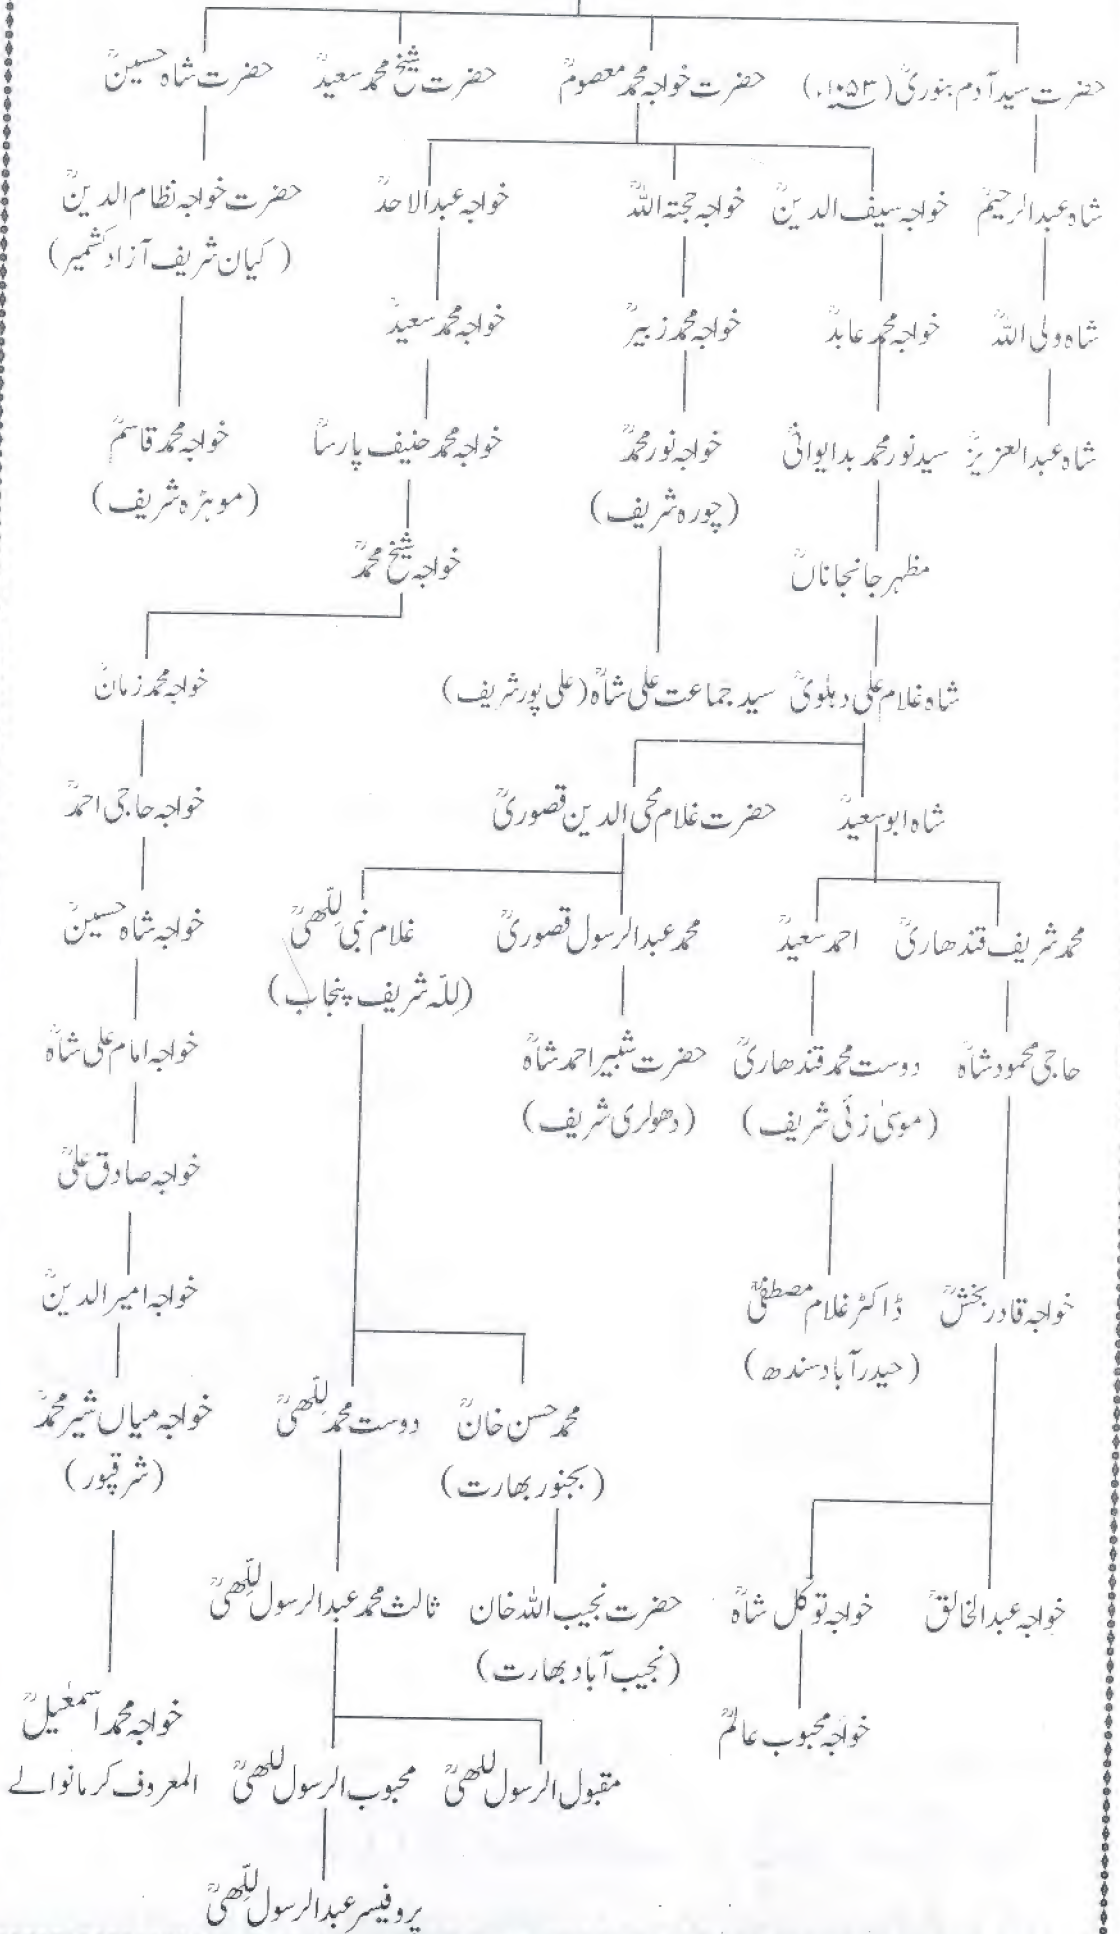 حضرت سید آدم بنوریؒ (۱۰۵۳ھ) حضرت خواجہ محمد معصومؒ حضرت شیخ محمد سعیدؒ حضرت شاہ حسینؒ
شاہ عبدالرحیمؒ خواجہ سیف الدینؒ خواجہ حجتہ اللہؒ خواجہ عبدالاحدؒ حضرت خواجہ نظام الدینؒ
(کیان شریف آزاد کشمیر)
شاہ ولی اللہؒ خواجہ محمد عابدؒ خواجہ محمد زبیرؒ خواجہ محمد سعیدؒ
شاہ عبدالعزیزؒ سید نور محمد بدایوانیؒ خواجہ نور محمدؒ خواجہ محمد حنیف پارساؒ خواجہ محمد قاسمؒ
(چورہ شریف) (موہڑہ شریف)
مظہر جانجاناںؒ خواجہ شیخ محمدؒ
شاہ غلام علی دہلویؒ سید جماعت علی شاہؒ (علی پور شریف) خواجہ محمد زمانؒ
شاہ ابوسعیدؒ حضرت غلام محی الدین قصوریؒ خواجہ حاجی احمدؒ
محمد شریف قندھاریؒ احمد سعیدؒ محمد عبدالرسول قصوریؒ غلام نبی للّٰھیؒ خواجہ شاہ حسینؒ
(للّہ شریف پنجاب)
حاجی محمود شاہؒ دوست محمد قندھاریؒ حضرت شبیر احمد شاہؒ خواجہ امام علی شاہؒ
(موسیٰ زئی شریف) (دھولری شریف)
خواجہ صادق علیؒ
خواجہ قادر بخشؒ ڈاکٹر غلام مصطفیٰؒ خواجہ امیرالدینؒ
(حیدرآباد سندھ)
محمد حسن خانؒ دوست محمد للّٰھیؒ خواجہ میاں شیر محمدؒ
(بجنور بھارت) (شرقپور)
خواجہ عبدالخالقؒ خواجہ توکل شاہؒ حضرت نجیب اللہ خان ثالث محمد عبدالرسول للّٰھیؒ
(نجیب آباد بھارت)
خواجہ محبوب عالمؒ خواجہ محمد اسمٰعیلؒ
مقبول الرسول للھیؒ محبوب الرسول للھیؒ المعروف کرمانوالے
پروفیسر عبدالرسول للّٰھیؒ